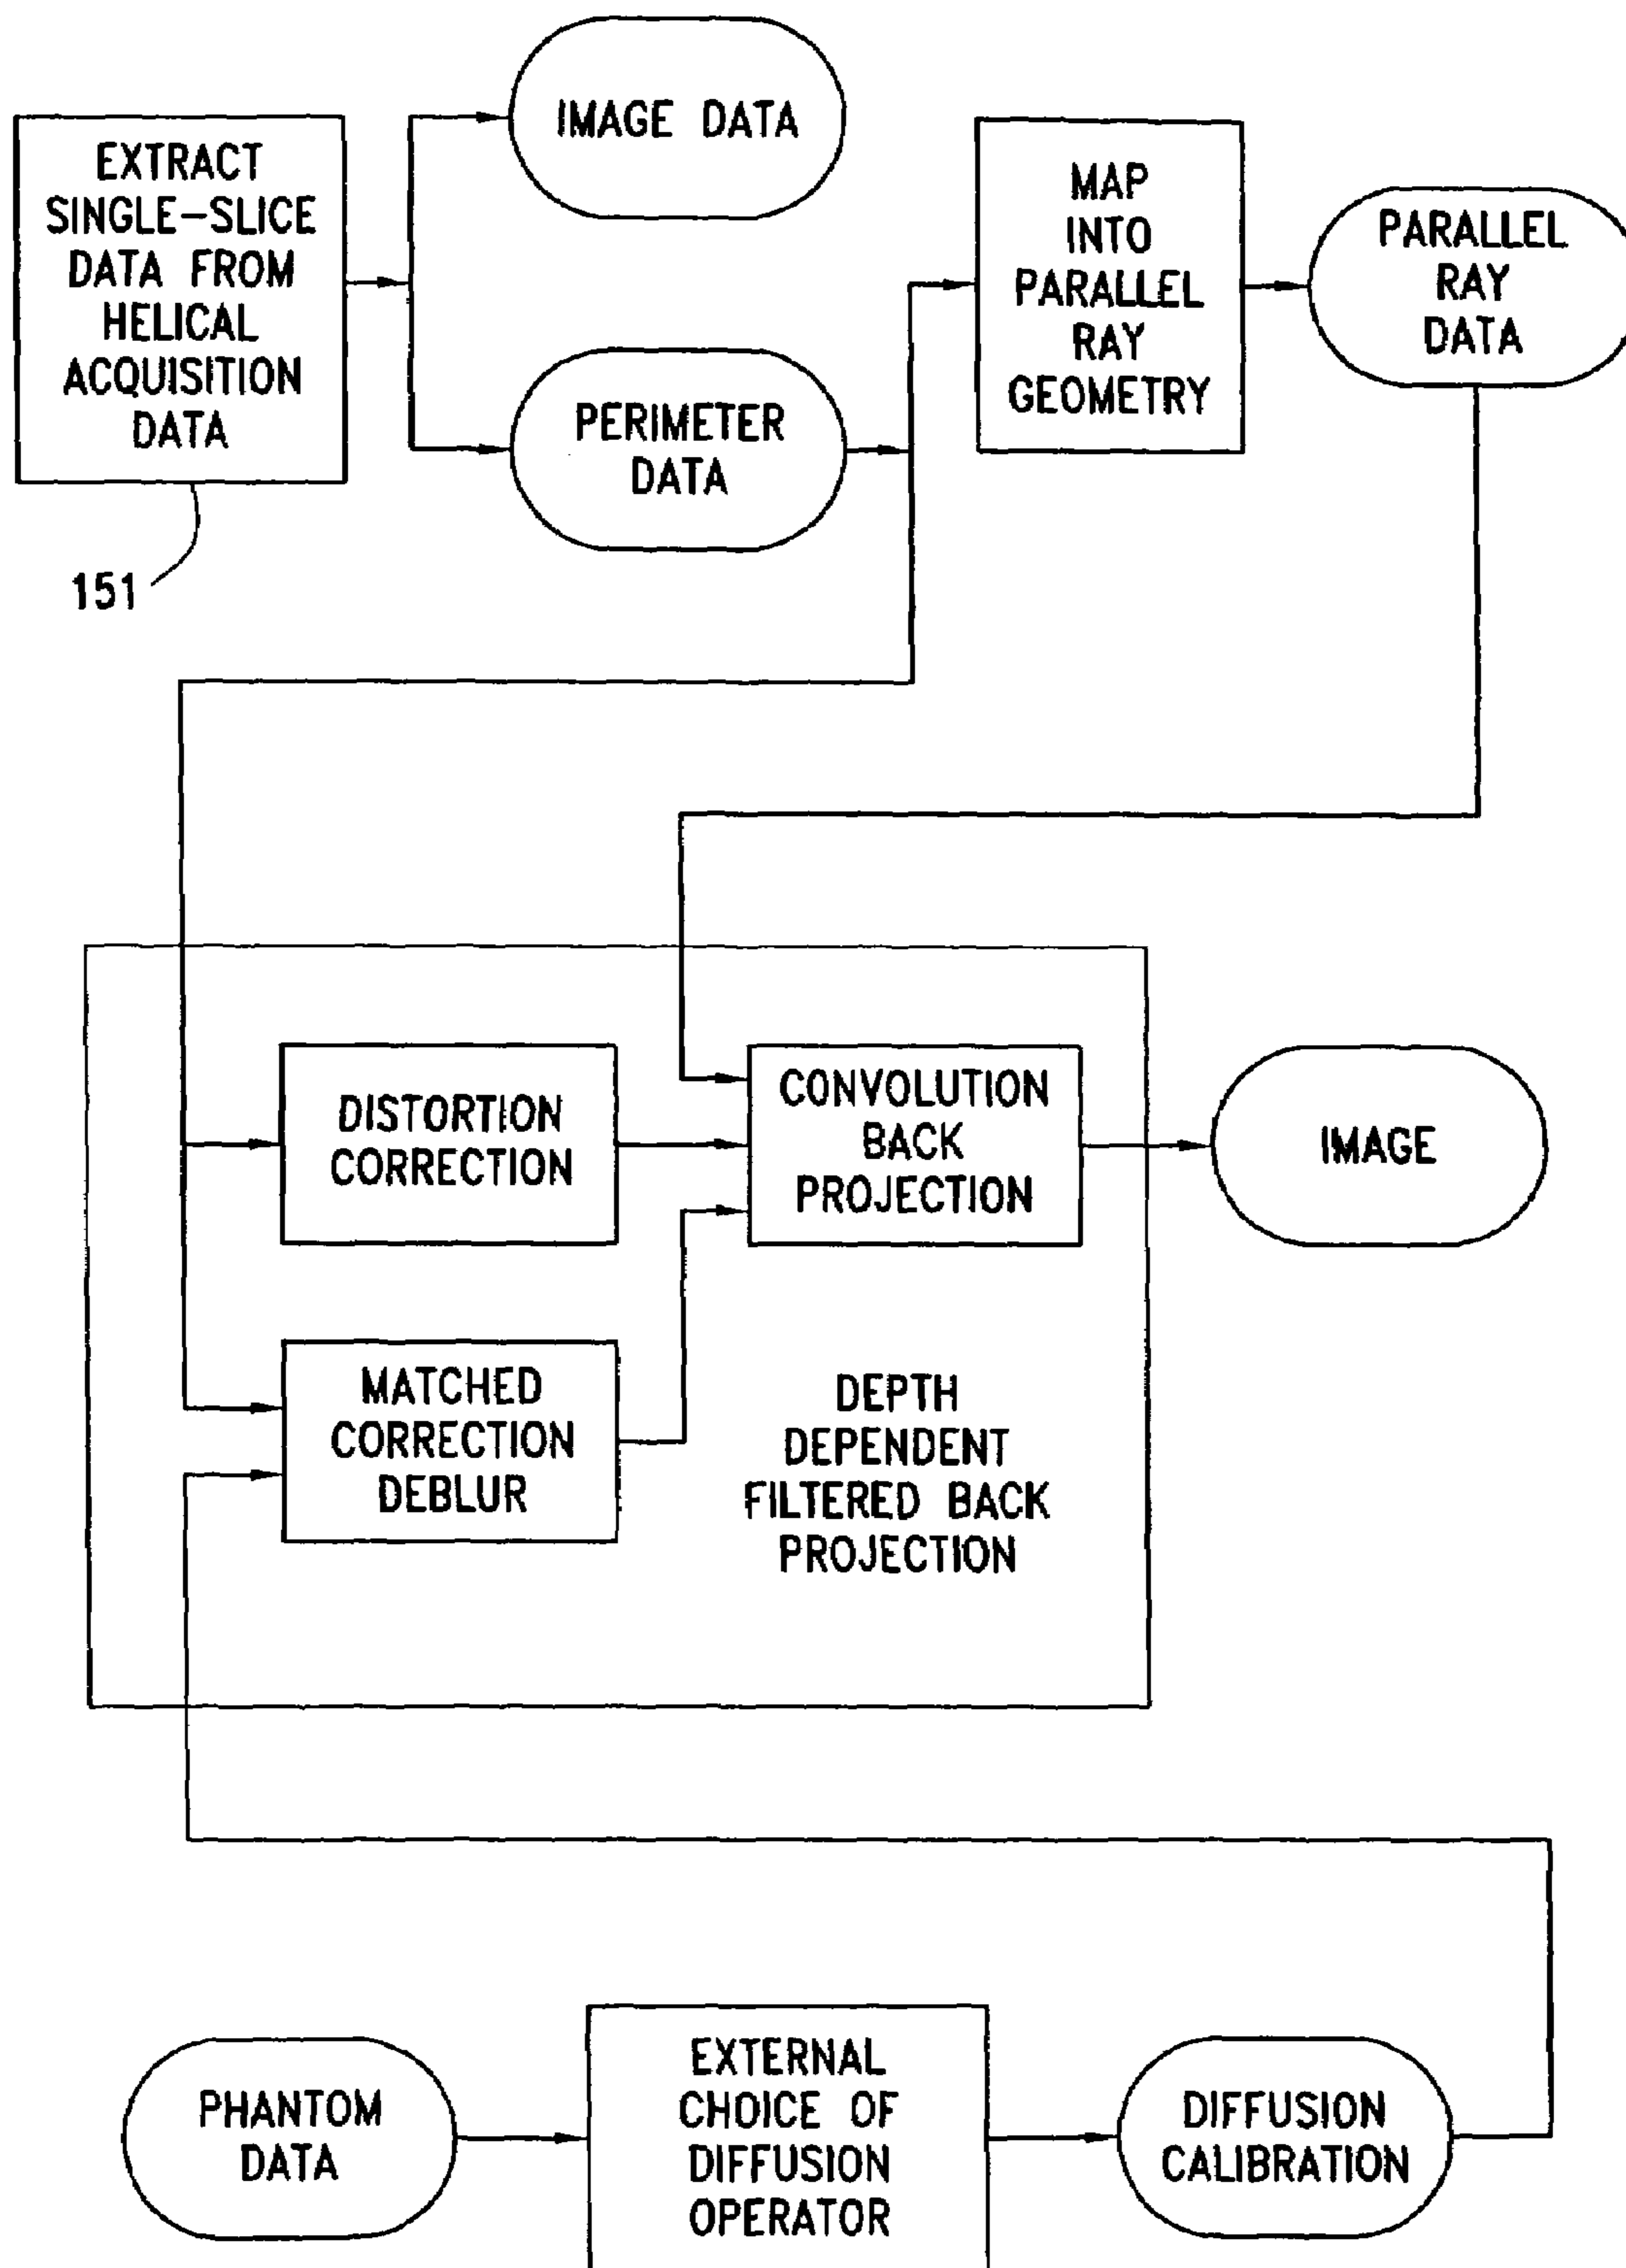 EXTRACT
SINGLE-SLICE
DATA FROM
HELICAL
ACQUISITION
DATA
151
IMAGE DATA
PERIMETER
DATA
MAP
INTO
PARALLEL
RAY
GEOMETRY
PARALLEL
RAY
DATA
DISTORTION
CORRECTION
CONVOLUTION
BACK
PROJECTION
IMAGE
MATCHED
CORRECTION
DEBLUR
DEPTH
DEPENDENT
FILTERED BACK
PROJECTION
PHANTOM
DATA
EXTERNAL
CHOICE OF
DIFFUSION
OPERATOR
DIFFUSION
CALIBRATION